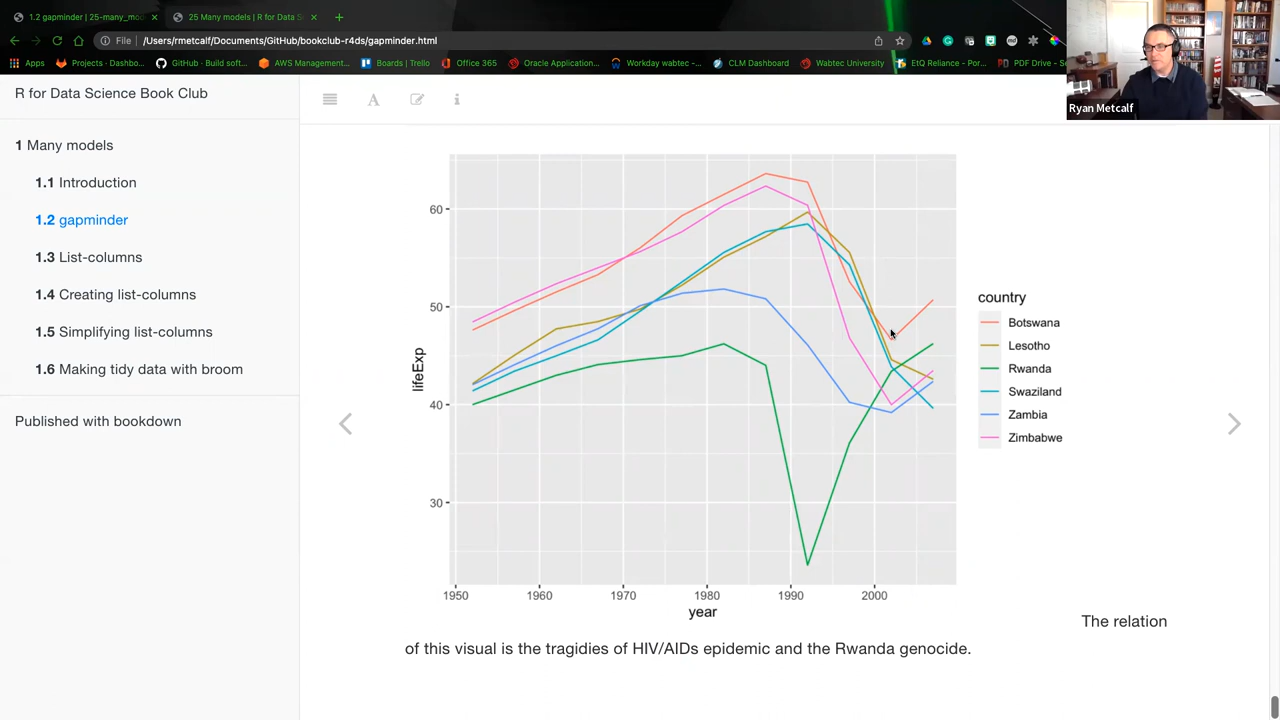 1.2 gapminder | 25-many_mod
25 Many models | R for Data S
File
/Users/rmetcalf/Documents/GitHub/bookclub-r4ds/gapminder.html
Apps
Projects - Dashbo...
GitHub · Build soft...
AWS Management...
Boards | Trello
Office 365
Oracle Application...
Workday wabtec -...
CLM Dashboard
Wabtec University
EtQ Reliance - Por...
PDF Drive - Se
Ryan Metcalf
R for Data Science Book Club
1 Many models
1.1 Introduction
1.2 gapminder
1.3 List-columns
1.4 Creating list-columns
1.5 Simplifying list-columns
1.6 Making tidy data with broom
Published with bookdown
A
i
60
50
40
30
lifeExp
1950
1960
1970
1980
1990
2000
year
country
Botswana
Lesotho
Rwanda
Swaziland
Zambia
Zimbabwe
The relation
of this visual is the tragidies of HIV/AIDs epidemic and the Rwanda genocide.